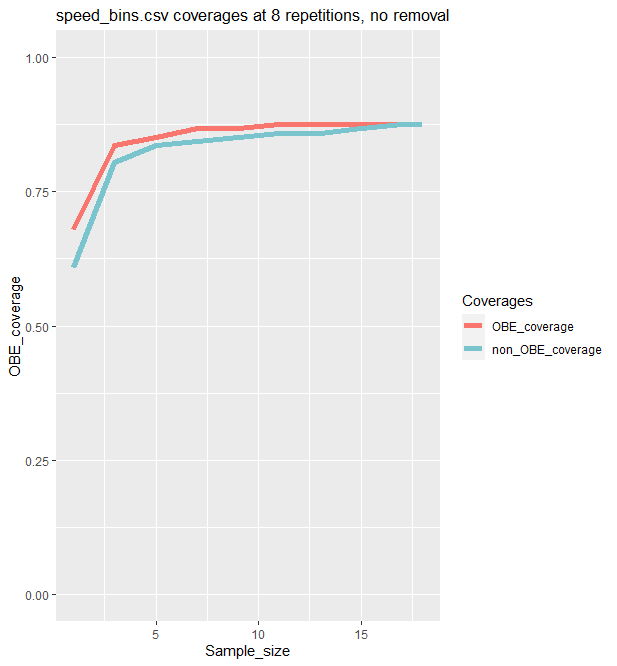 speed_bins.csv coverages at 8 repetitions, no removal
1.00
0.75
0.50
0.25
0.00
OBE_coverage
5
10
15
Sample_size
Coverages
OBE_coverage
non_OBE_coverage